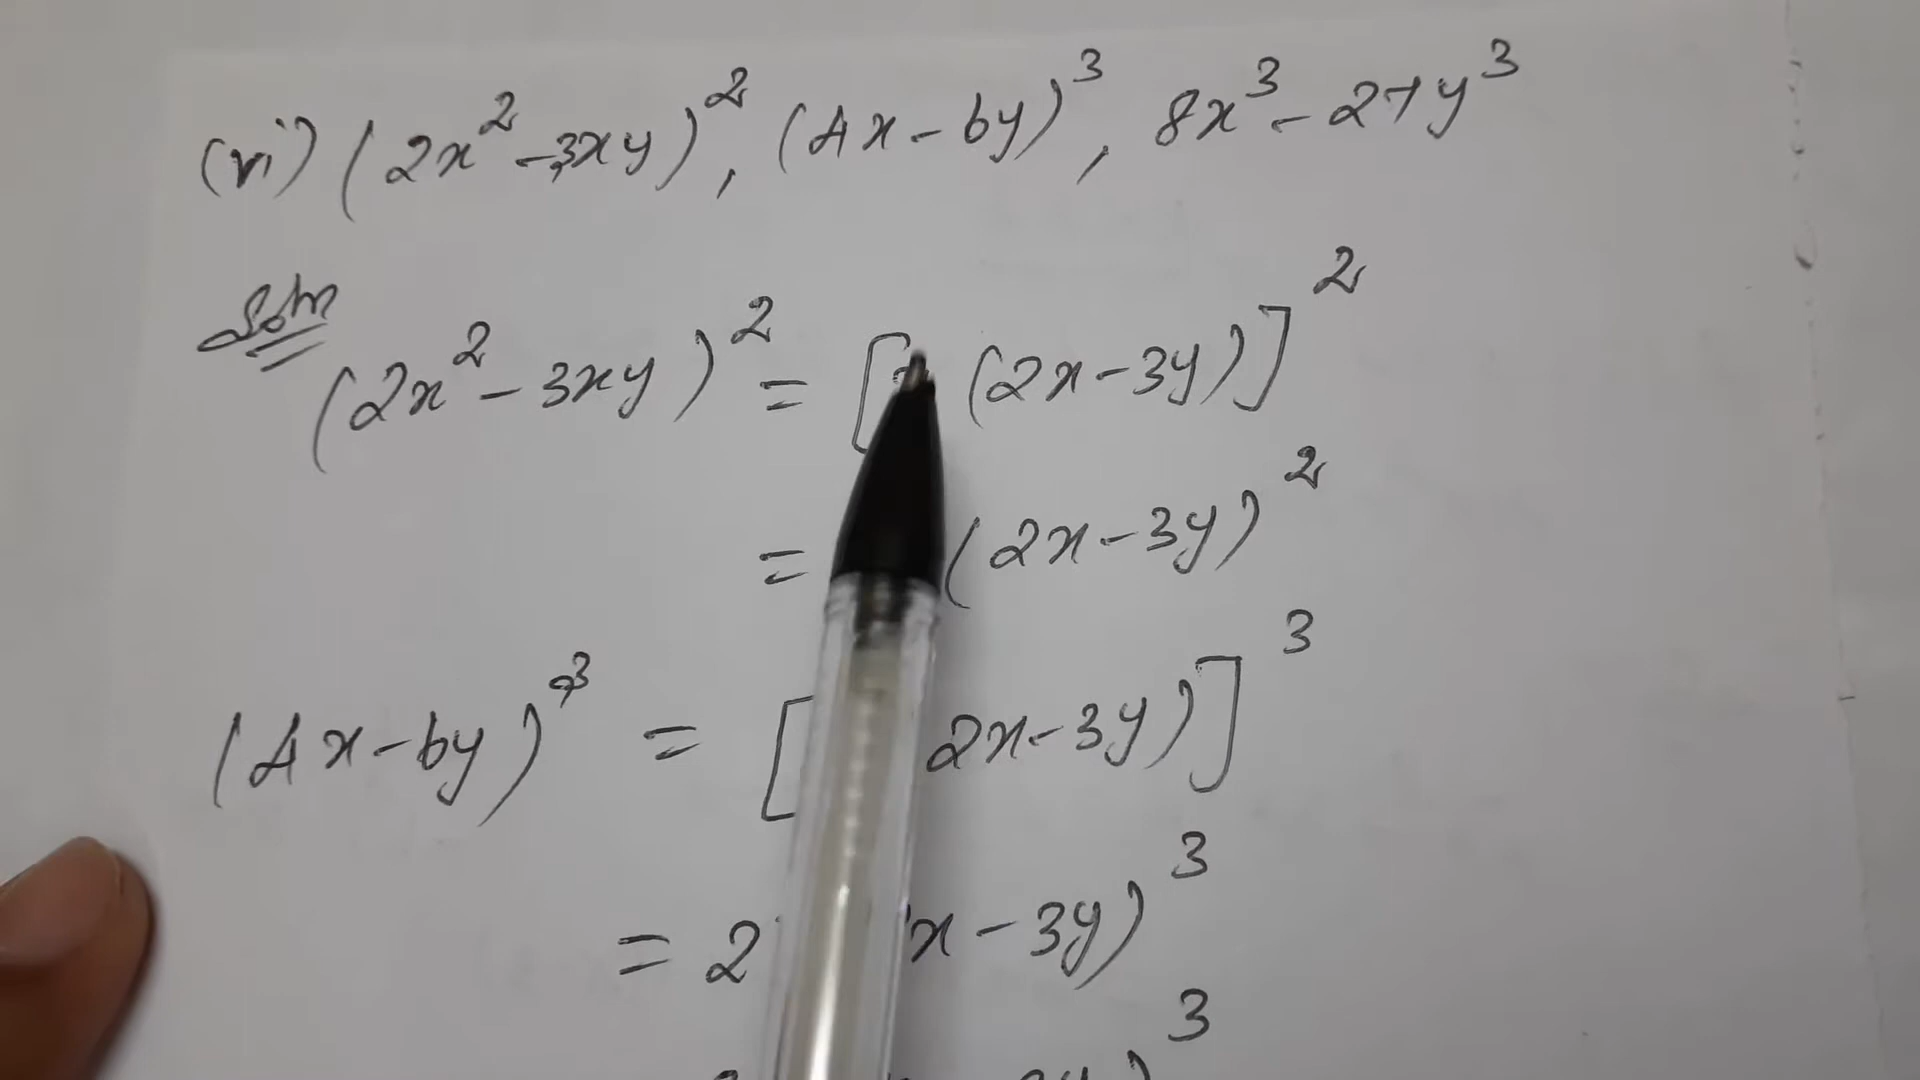 (vi) (2x² - 3xy)², (4x - 6y)³, 8x³ - 27y³
Soln
(2x² - 3xy)² = [ (2x - 3y)]²
= (2x - 3y)²
(4x - 6y)³ = [ 2x - 3y)]³
= 2 x - 3y)³
)³